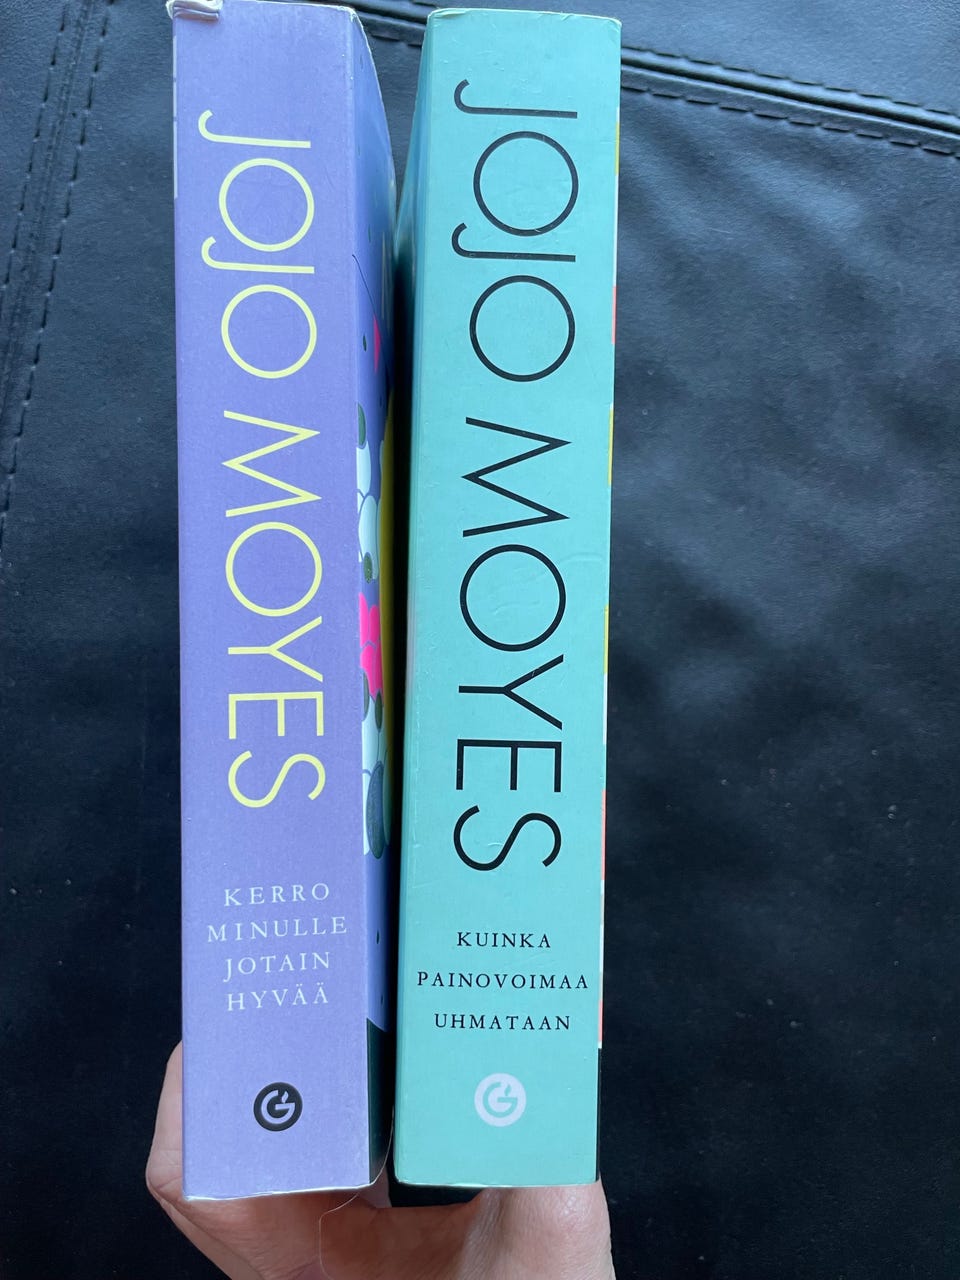 JOJO MOYES
KERRO
MINULLE
JOTAIN
HYVÄÄ
G
JOJO MOYES
KUINKA
PAINOVOIMAA
UHMATAAN
G